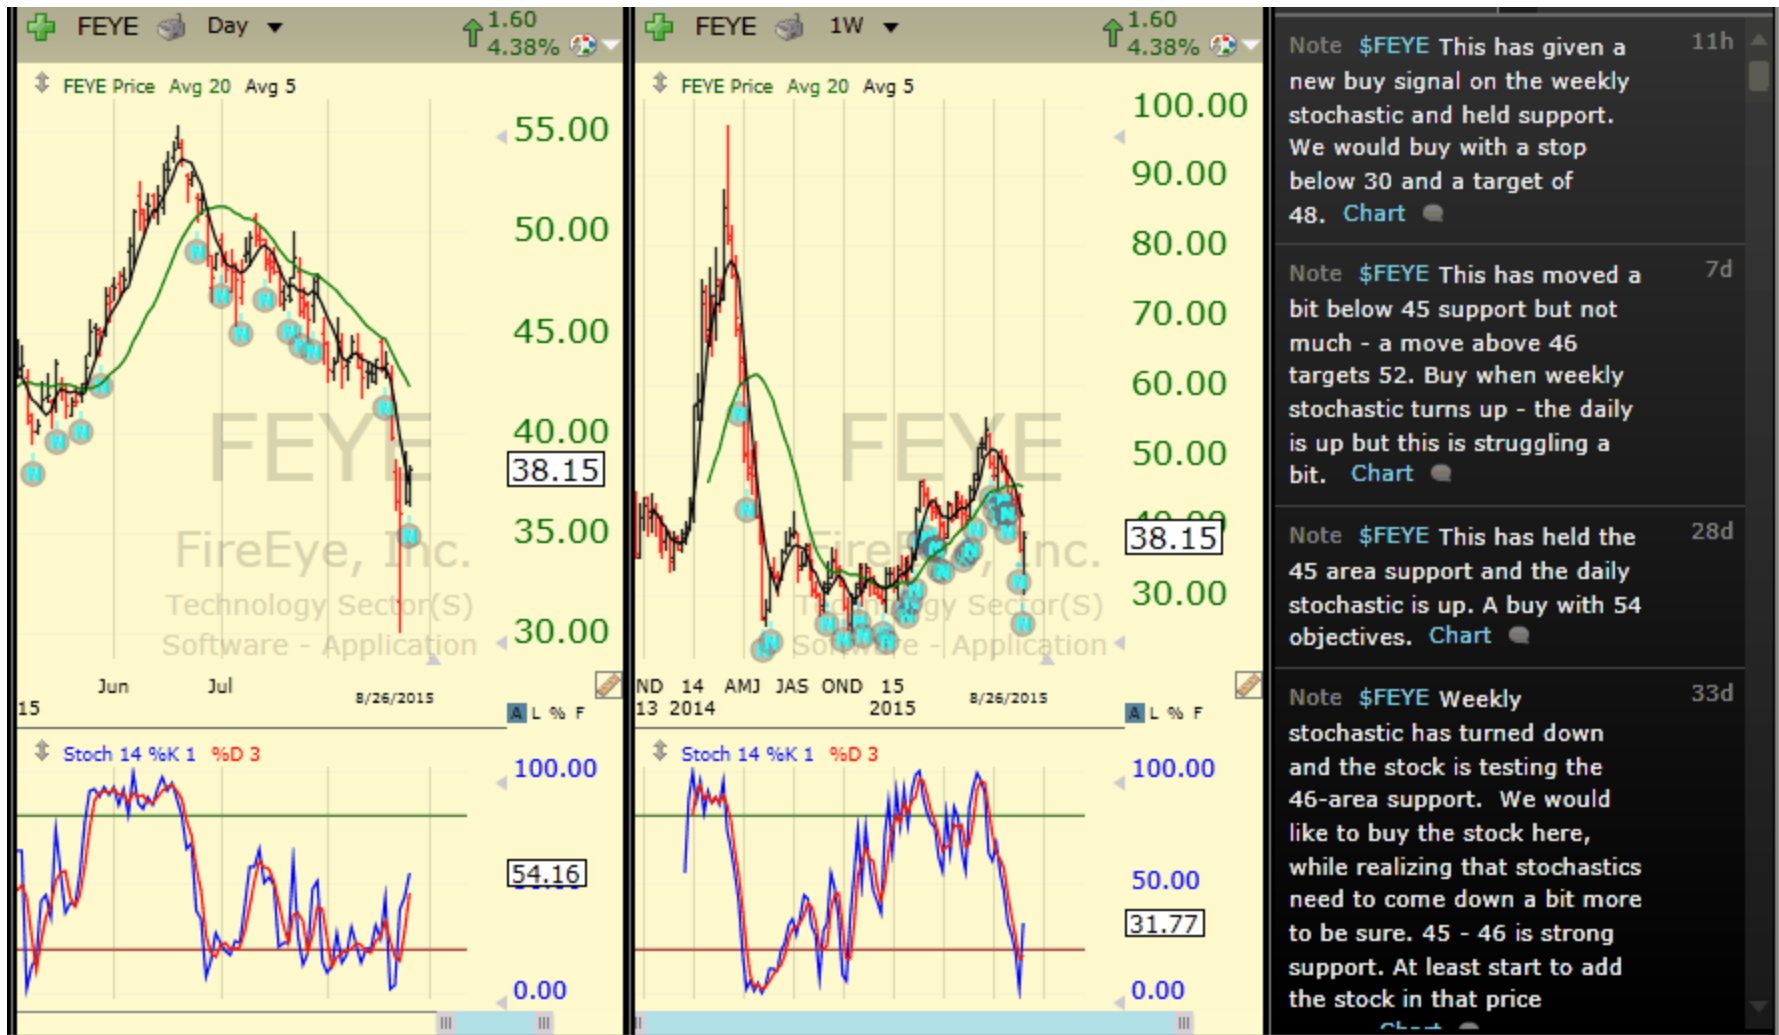 FEYE Day
1.60
4.38%
FEYE Price Avg 20 Avg 5
55.00
50.00
45.00
40.00
38.15
35.00
30.00
FEYE
FireEye, Inc.
Technology Sector(S)
Software - Application
Jun Jul 8/26/2015
15
A L % F
Stoch 14 %K 1 %D 3
100.00
54.16
0.00
FEYE 1W
1.60
4.38%
FEYE Price Avg 20 Avg 5
100.00
90.00
80.00
70.00
60.00
50.00
40.00
38.15
30.00
FEYE
FireEye, Inc.
Technology Sector(S)
Software - Application
ND 14 AMJ JAS OND 15 8/26/2015
13 2014 2015
A L % F
Stoch 14 %K 1 %D 3
100.00
50.00
31.77
0.00
Note $FEYE This has given a 11h
new buy signal on the weekly
stochastic and held support.
We would buy with a stop
below 30 and a target of
48. Chart
Note $FEYE This has moved a 7d
bit below 45 support but not
much - a move above 46
targets 52. Buy when weekly
stochastic turns up - the daily
is up but this is struggling a
bit. Chart
Note $FEYE This has held the 28d
45 area support and the daily
stochastic is up. A buy with 54
objectives. Chart
Note $FEYE Weekly 33d
stochastic has turned down
and the stock is testing the
46-area support. We would
like to buy the stock here,
while realizing that stochastics
need to come down a bit more
to be sure. 45 - 46 is strong
support. At least start to add
the stock in that price
Chart